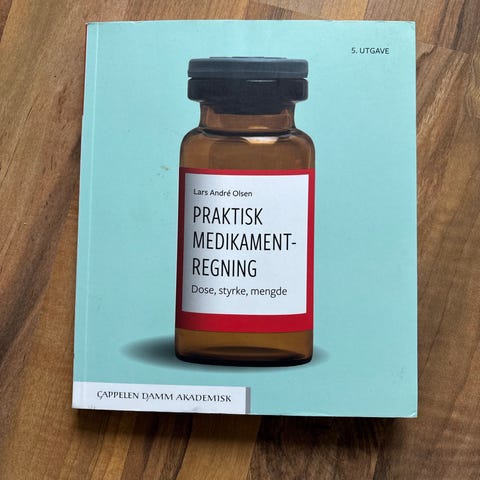 5. UTGAVE
Lars André Olsen
PRAKTISK
MEDIKAMENT-
REGNING
Dose, styrke, mengde
CAPPELEN DAMM AKADEMISK